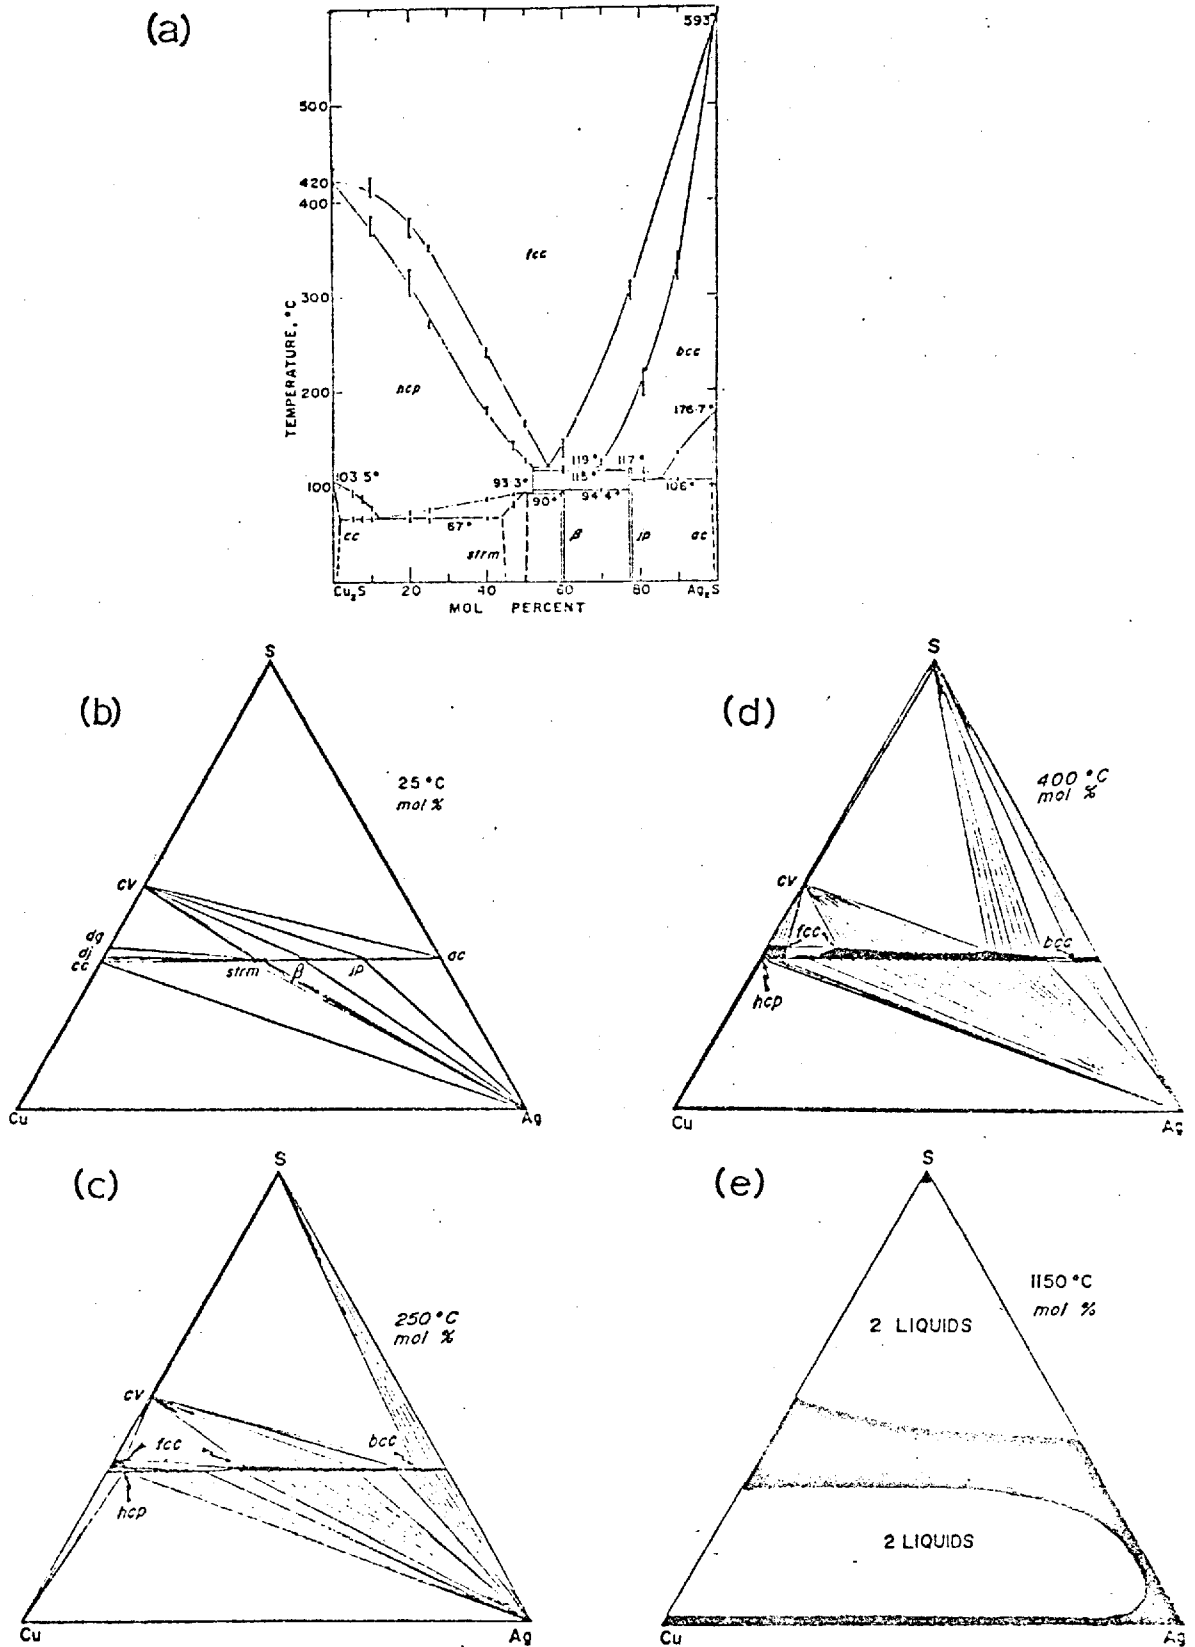 (a)
593
500
420
400
fcc
300
TEMPERATURE, °C
bcc
hcp
200
176·7°
119° 117°
103·5°
115°
100
93·3°
106°
90° 94·4°
67°
cc
β
jp
ac
strm
Cu₂S 20 40 60 80 Ag₂S
MOL PERCENT
(b)
S
25 °C
mol %
cv
dg
dj
cc
strm
β
jp
ac
Cu
Ag
(d)
S
400 °C
mol %
cv
fcc
bcc
hcp
Cu
Ag
(c)
S
250 °C
mol %
cv
fcc
bcc
hcp
Cu
Ag
(e)
S
1150 °C
mol %
2 LIQUIDS
2 LIQUIDS
Cu
Ag